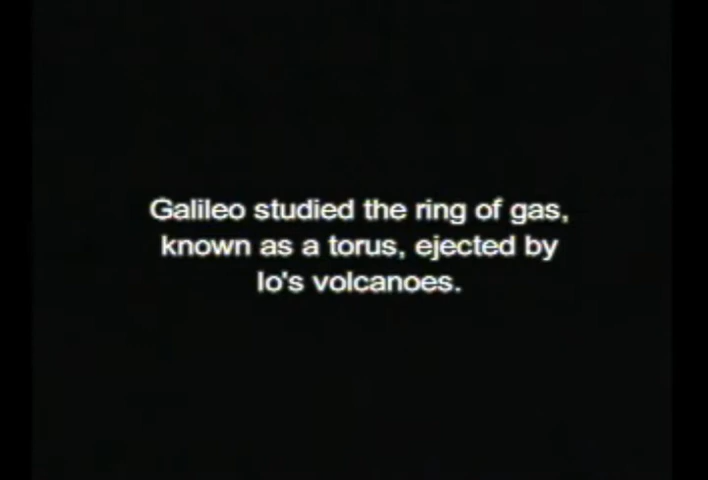 Galileo studied the ring of gas,
known as a torus, ejected by
Io's volcanoes.